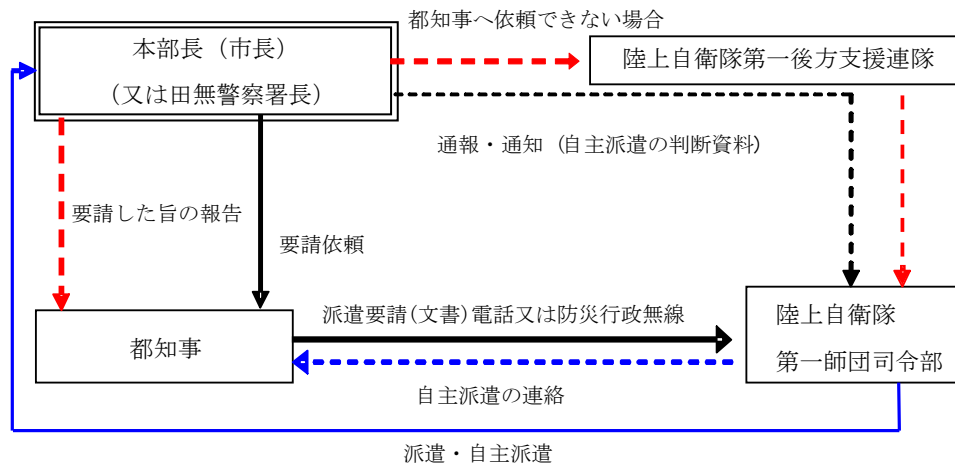 都知事へ依頼できない場合
本部長（市長）
（又は田無警察署長）
陸上自衛隊第一後方支援連隊
通報・通知（自主派遣の判断資料）
要請した旨の報告
要請依頼
派遣要請(文書)電話又は防災行政無線
都知事
陸上自衛隊
第一師団司令部
自主派遣の連絡
派遣・自主派遣